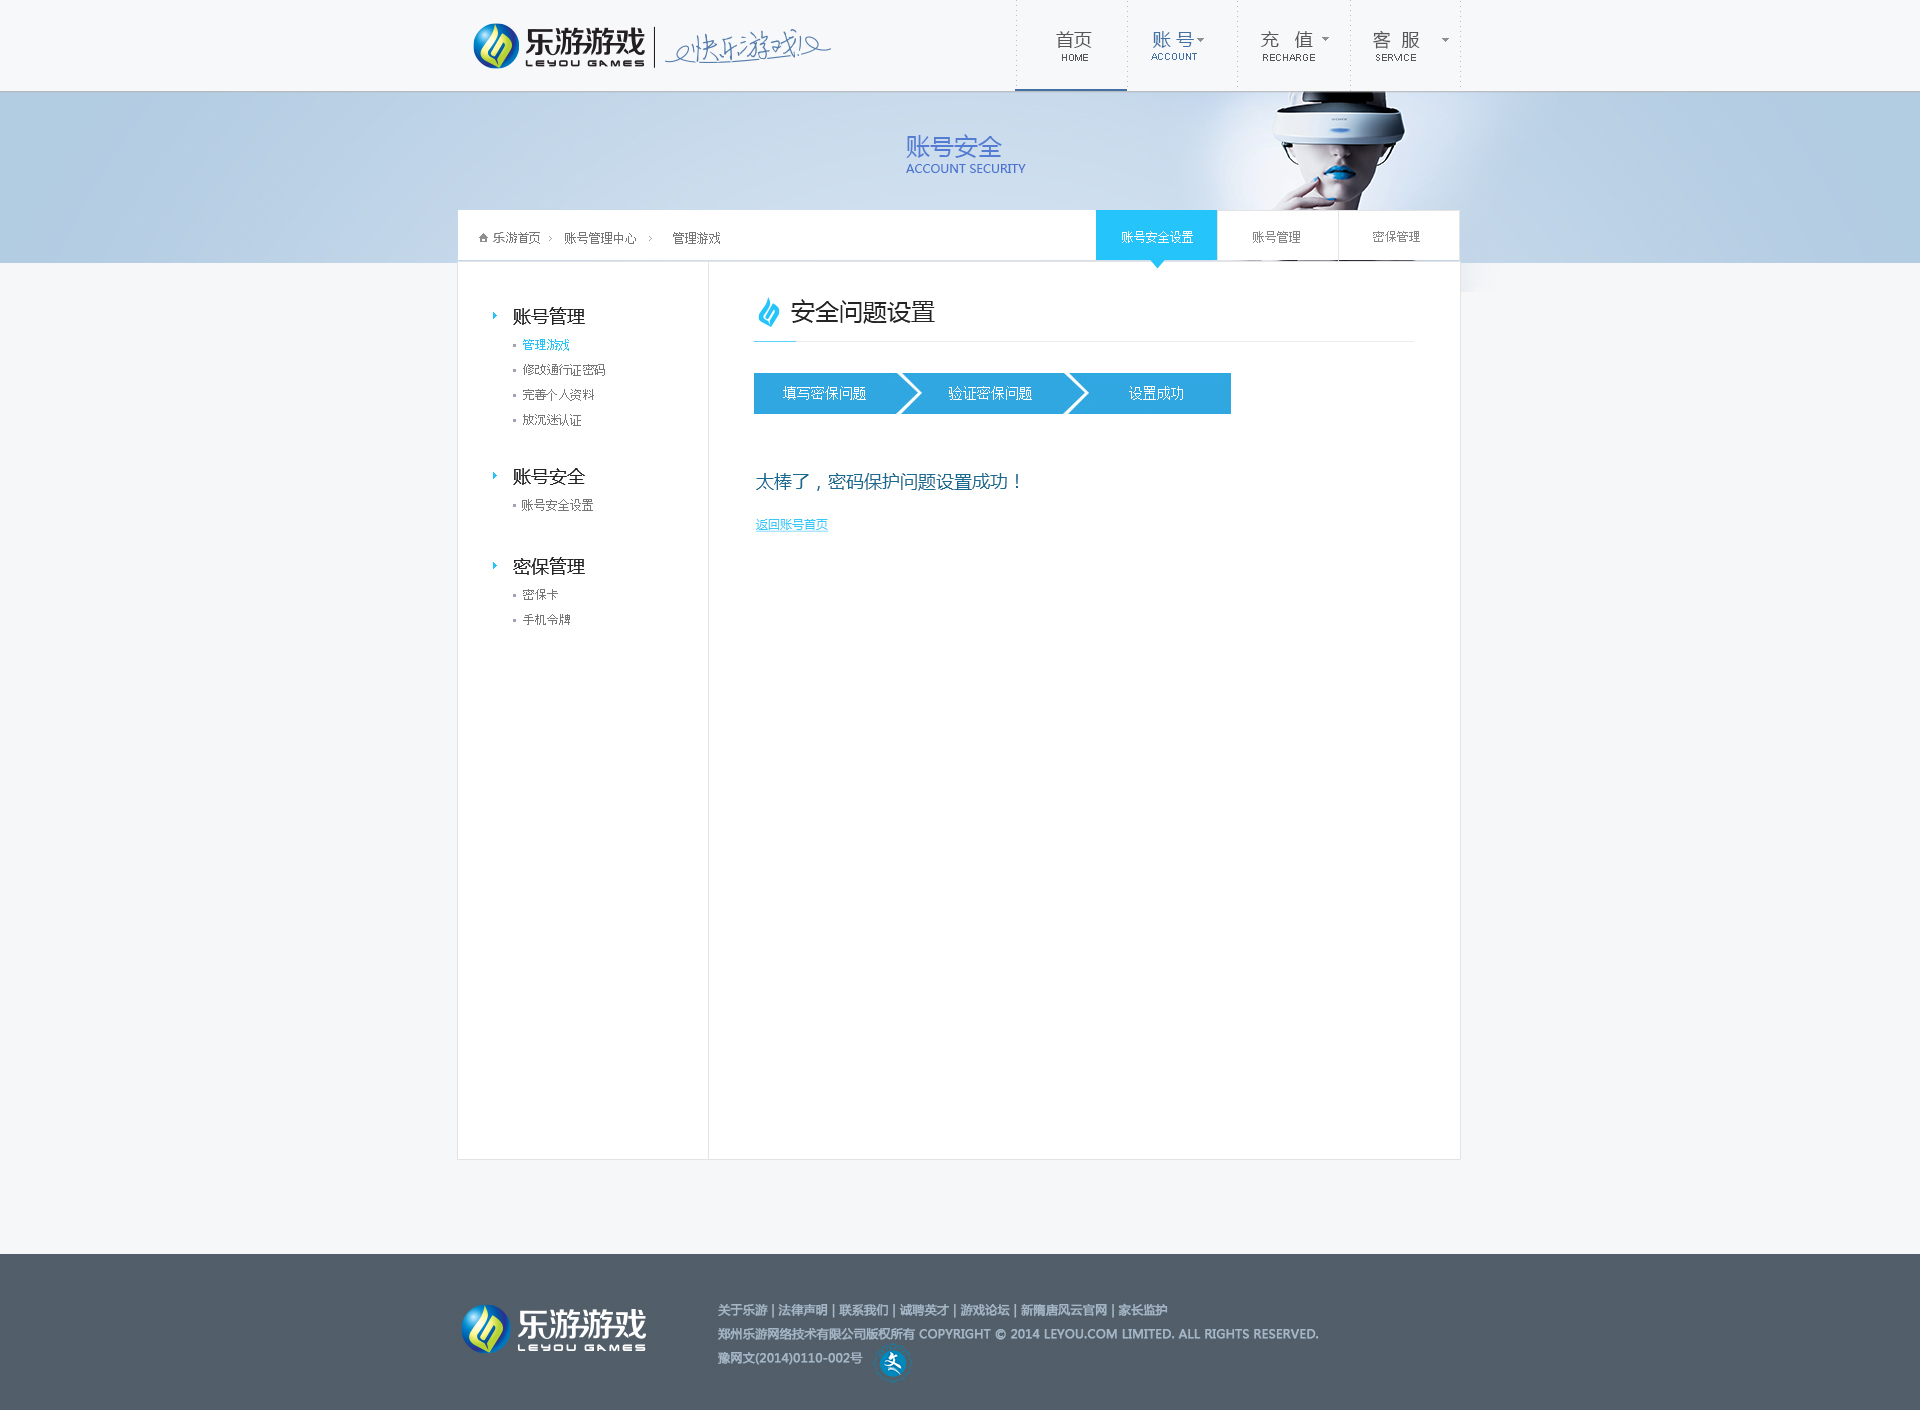 乐游游戏
LEYOU GAMES
快乐游戏
首页
HOME
账 号
ACCOUNT
充 值
RECHARGE
客 服
SERVICE
账号安全
ACCOUNT SECURITY
乐游首页 > 账号管理中心 > 管理游戏
账号安全设置
账号管理
密保管理
账号管理
管理游戏
修改通行证密码
完善个人资料
放沉迷认证
账号安全
账号安全设置
密保管理
密保卡
手机令牌
安全问题设置
填写密保问题
验证密保问题
设置成功
太棒了，密码保护问题设置成功！
返回账号首页
乐游游戏
LEYOU GAMES
关于乐游 | 法律声明 | 联系我们 | 诚聘英才 | 游戏论坛 | 新隋唐风云官网 | 家长监护
郑州乐游网络技术有限公司版权所有 COPYRIGHT © 2014 LEYOU.COM LIMITED. ALL RIGHTS RESERVED.
豫网文(2014)0110-002号